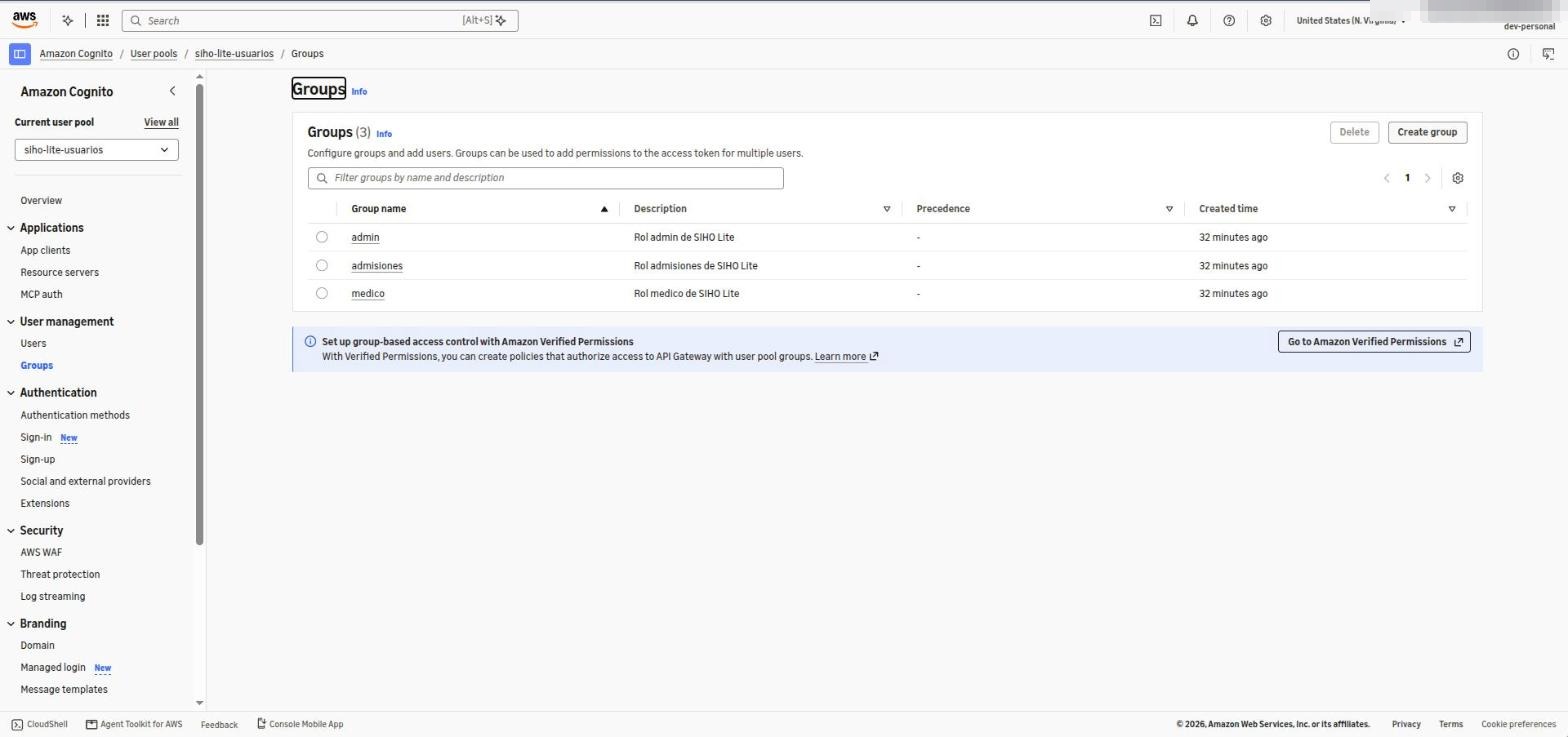 aws
Search [Alt+S]
United States (N. Virginia)
dev-personal
Amazon Cognito / User pools / siho-lite-usuarios / Groups
Amazon Cognito
Current user pool View all
siho-lite-usuarios
Overview
Applications
App clients
Resource servers
MCP auth
User management
Users
Groups
Authentication
Authentication methods
Sign-in New
Sign-up
Social and external providers
Extensions
Security
AWS WAF
Threat protection
Log streaming
Branding
Domain
Managed login New
Message templates
Groups Info
Groups (3) Info
Delete Create group
Configure groups and add users. Groups can be used to add permissions to the access token for multiple users.
Filter groups by name and description
1
Group name Description Precedence Created time
admin Rol admin de SIHO Lite - 32 minutes ago
admisiones Rol admisiones de SIHO Lite - 32 minutes ago
medico Rol medico de SIHO Lite - 32 minutes ago
Set up group-based access control with Amazon Verified Permissions
With Verified Permissions, you can create policies that authorize access to API Gateway with user pool groups. Learn more
Go to Amazon Verified Permissions
CloudShell Agent Toolkit for AWS Feedback Console Mobile App
© 2026, Amazon Web Services, Inc. or its affiliates. Privacy Terms Cookie preferences